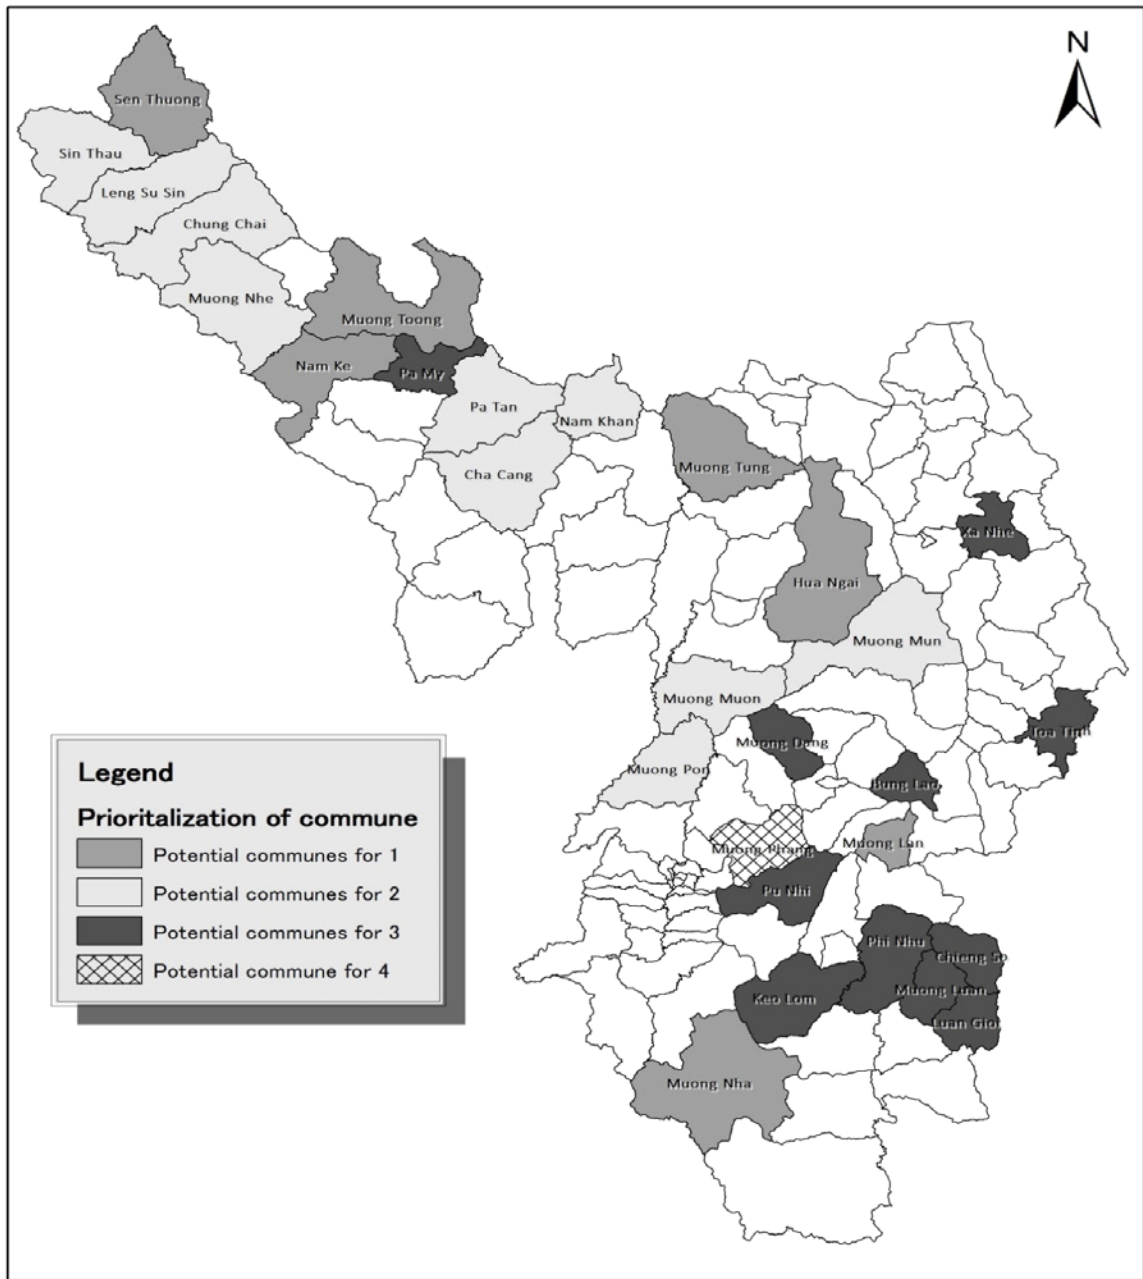 N
Sen Thuong
Sin Thau
Leng Su Sin
Chung Chai
Muong Nhe
Muong Toong
Nam Ke
Pa My
Pa Tan
Nam Khan
Cha Cang
Muong Tung
Xa Nhe
Hua Ngai
Muong Mun
Muong Muon
Toa Tinh
Muong Dang
Muong Pon
Bung Lao
Muong Phang
Muong Lan
Pu Nhi
Phi Nhu
Chieng So
Keo Lom
Muong Luan
Luan Gioi
Muong Nha
Legend
Prioritalization of commune
Potential communes for 1
Potential communes for 2
Potential communes for 3
Potential commune for 4